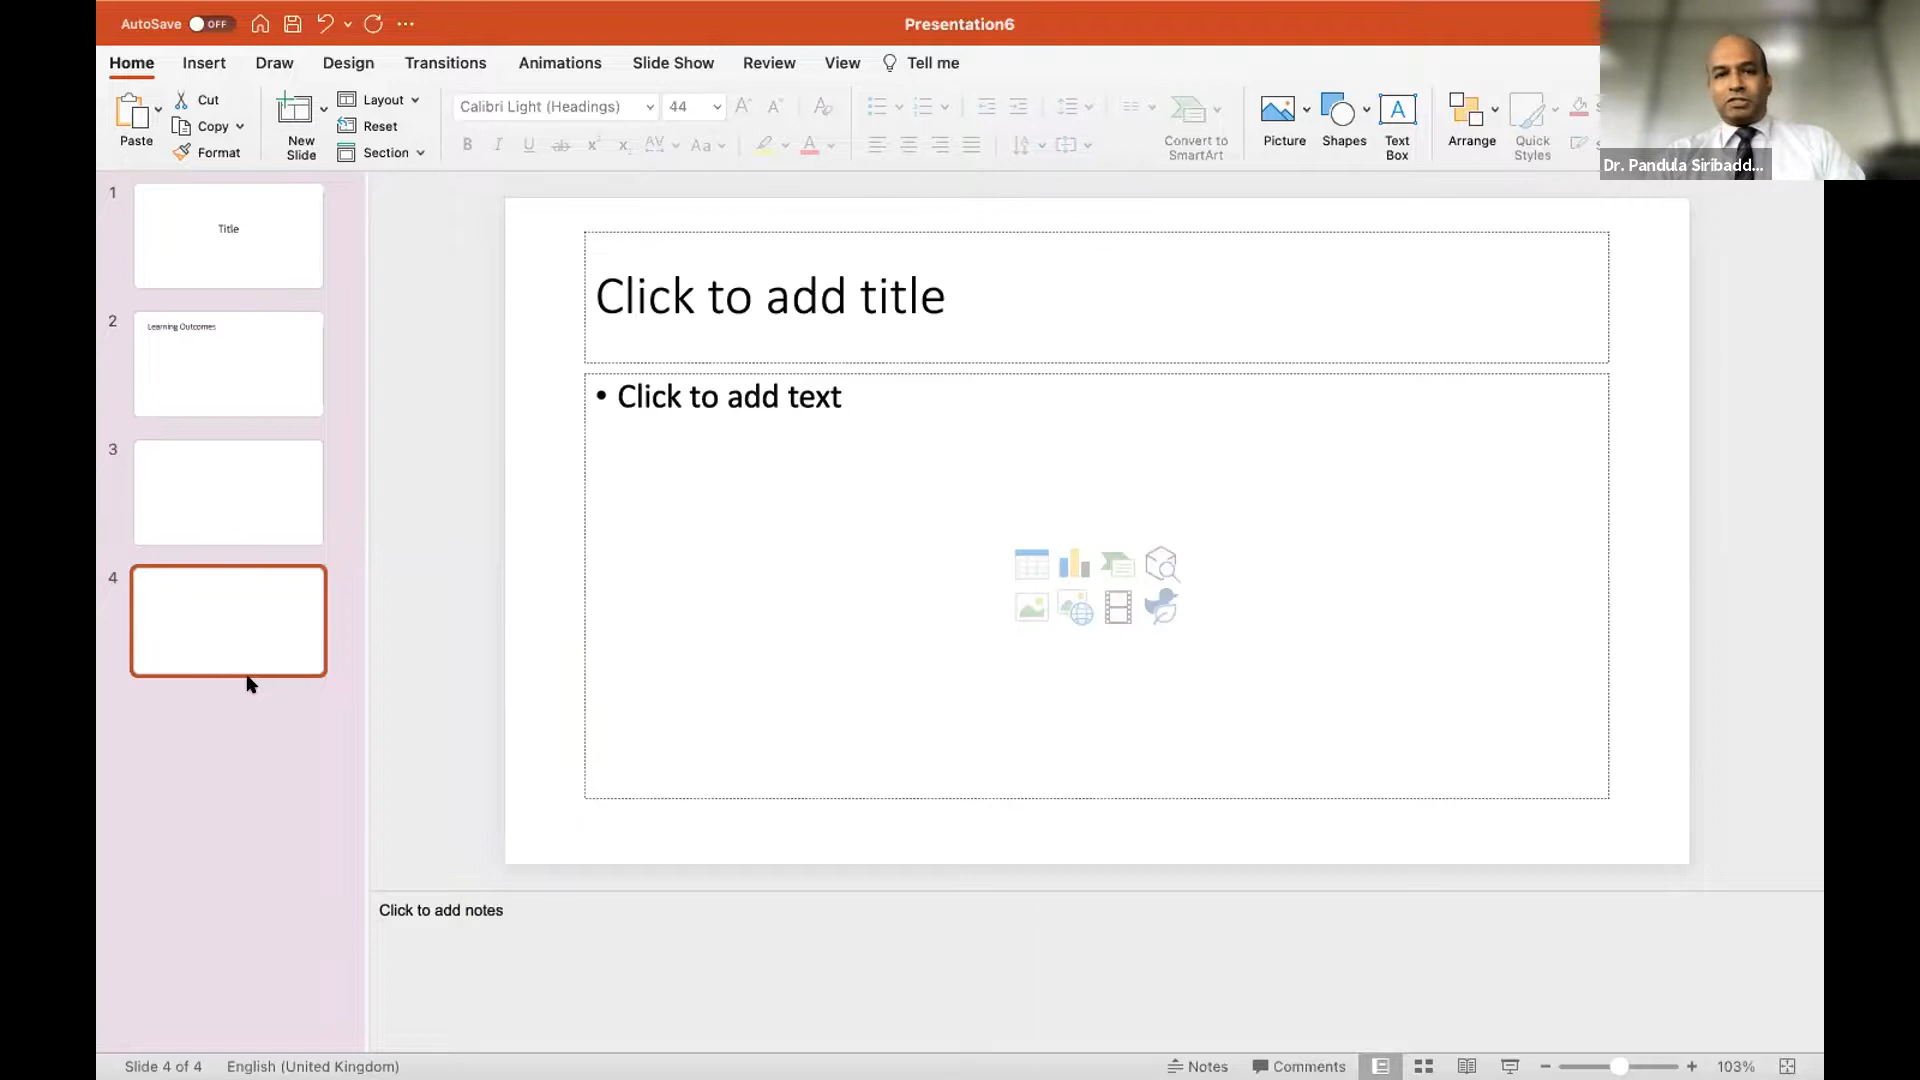 AutoSave OFF
Presentation6
Home Insert Draw Design Transitions Animations Slide Show Review View Tell me
Paste
Cut
Copy
Format
New Slide
Layout
Reset
Section
Calibri Light (Headings) 44
B I U ab x x AV Aa A
Convert to SmartArt
Picture
Shapes
A
Text Box
Arrange
Quick Styles
Dr. Pandula Siribadd...
1
Title
2
Learning Outcomes
3
4
Click to add title
• Click to add text
Click to add notes
Slide 4 of 4 English (United Kingdom) Notes Comments 103%